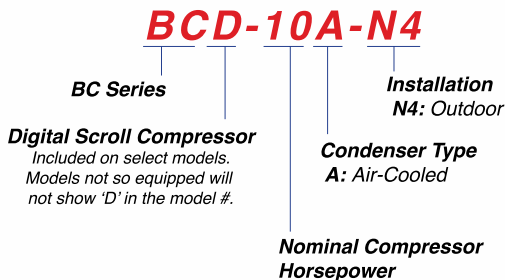 BCD-10A-N4
BC Series
Digital Scroll Compressor
Included on select models.
Models not so equipped will
not show ‘D’ in the model #.
Installation
N4: Outdoor
Condenser Type
A: Air-Cooled
Nominal Compressor
Horsepower